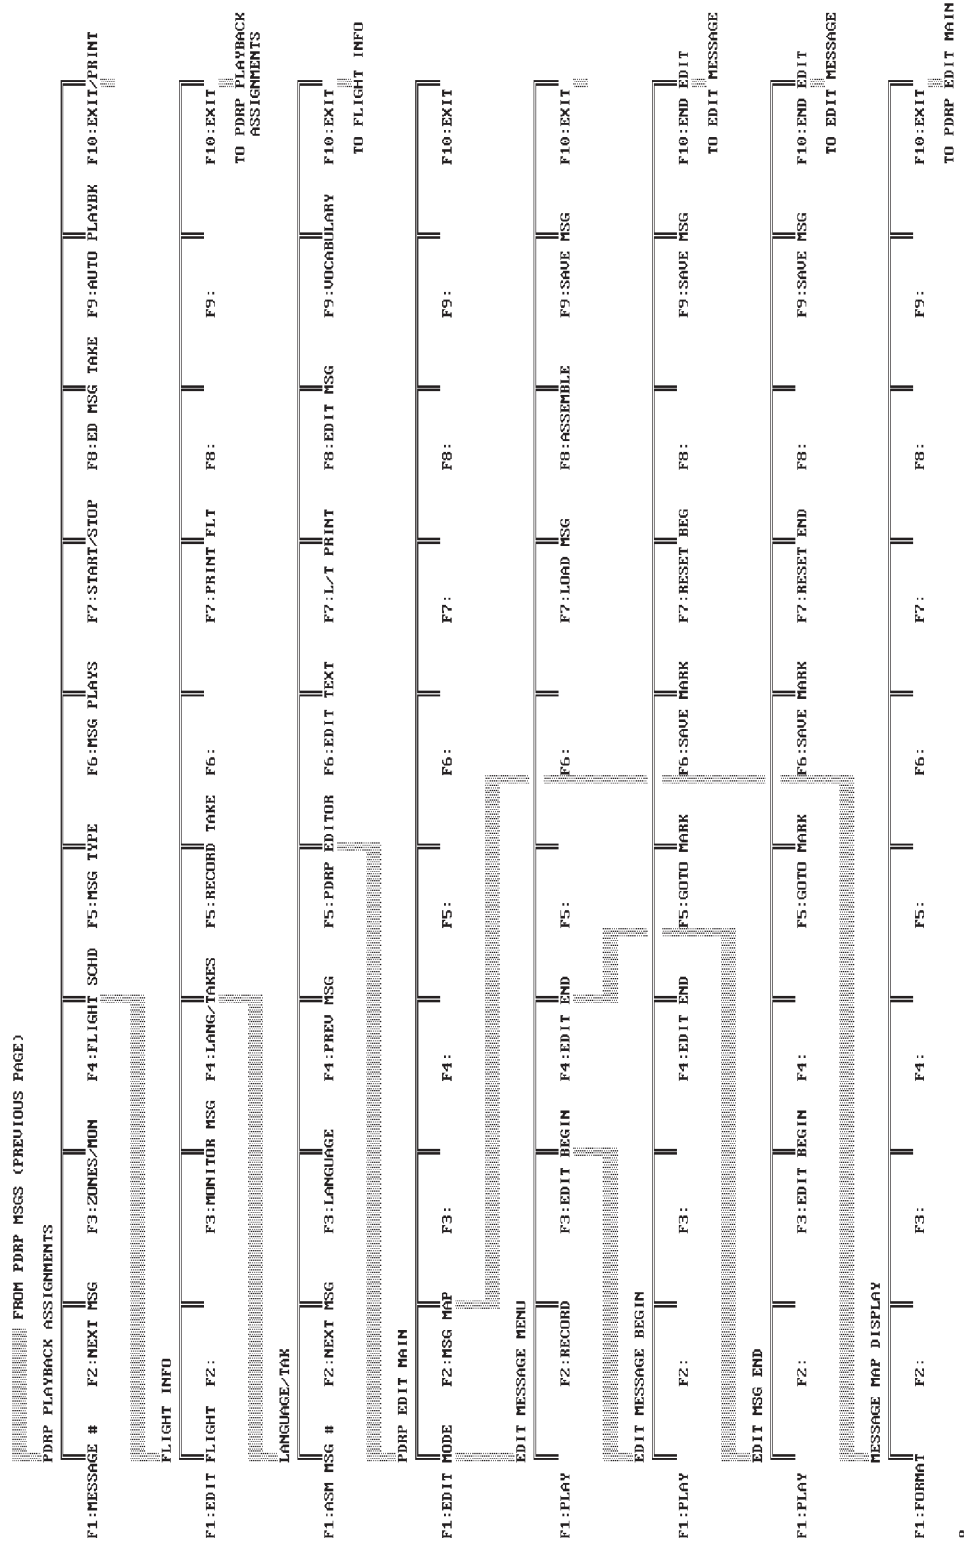 FROM PDRP MSGS (PREVIOUS PAGE)
PDRP PLAYBACK ASSIGNMENTS
F1:MESSAGE # F2:NEXT MSG F3:ZONES/MON F4:FLIGHT SCHD F5:MSG TYPE F6:MSG PLAYS F7:START/STOP F8:ED MSG TAKE F9:AUTO PLAYBK F10:EXIT/PRINT
FLIGHT INFO
F1:EDIT FLIGHT F2: F3:MONITOR MSG F4:LANG/TAKES F5:RECORD TAKE F6: F7:PRINT FLT F8: F9: F10:EXIT
TO PDRP PLAYBACK
ASSIGNMENTS
LANGUAGE/TAK
F1:ASM MSG # F2:NEXT MSG F3:LANGUAGE F4:PREV MSG F5:PDRP EDITOR F6:EDIT TEXT F7:L/T PRINT F8:EDIT MSG F9:VOCABULARY F10:EXIT
TO FLIGHT INFO
PDRP EDIT MAIN
F1:EDIT MODE F2:MSG MAP F3: F4: F5: F6: F7: F8: F9: F10:EXIT
EDIT MESSAGE MENU
F1:PLAY F2:RECORD F3:EDIT BEGIN F4:EDIT END F5: F6: F7:LOAD MSG F8:ASSEMBLE F9:SAVE MSG F10:EXIT
EDIT MESSAGE BEGIN
F1:PLAY F2: F3: F4:EDIT END F5:GOTO MARK F6:SAVE MARK F7:RESET BEG F8: F9:SAVE MSG F10:END EDIT
TO EDIT MESSAGE
EDIT MSG END
F1:PLAY F2: F3:EDIT BEGIN F4: F5:GOTO MARK F6:SAVE MARK F7:RESET END F8: F9:SAVE MSG F10:END EDIT
TO EDIT MESSAGE
MESSAGE MAP DISPLAY
F1:FORMAT F2: F3: F4: F5: F6: F7: F8: F9: F10:EXIT
TO PDRP EDIT MAIN